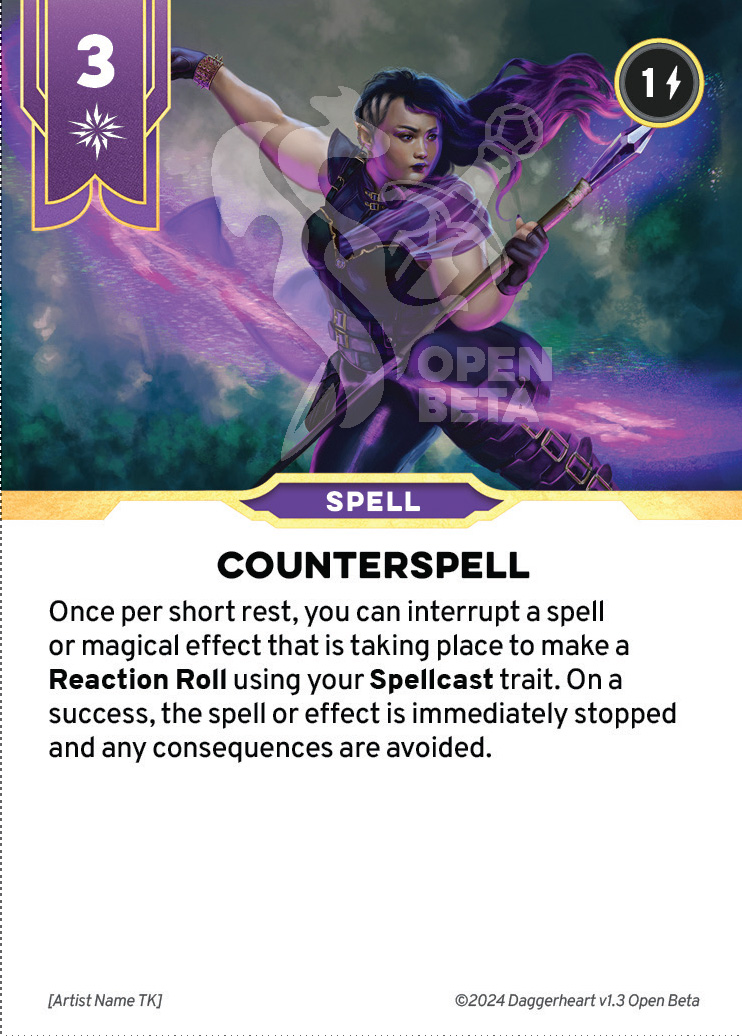 3
1
OPEN
BETA
SPELL
COUNTERSPELL
Once per short rest, you can interrupt a spell
or magical effect that is taking place to make a
Reaction Roll using your Spellcast trait. On a
success, the spell or effect is immediately stopped
and any consequences are avoided.
[Artist Name TK]
©2024 Daggerheart v1.3 Open Beta